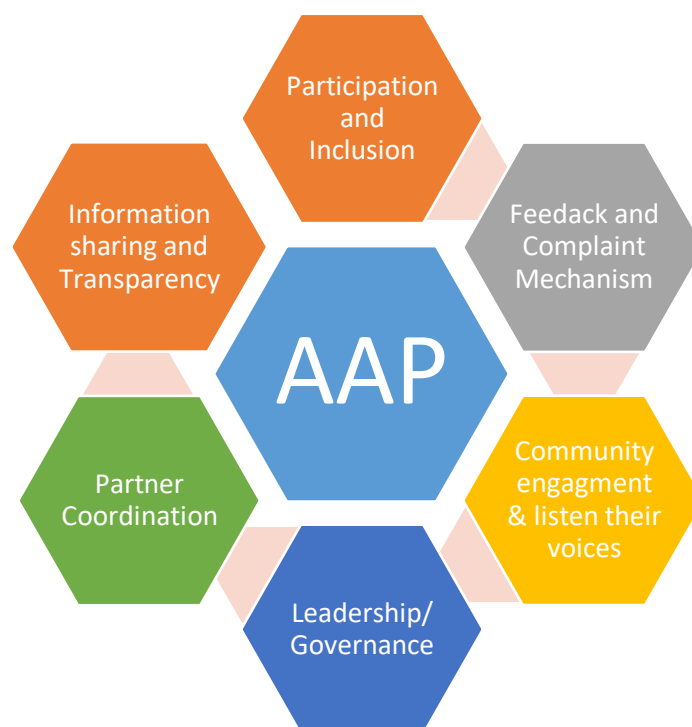 Participation
and
Inclusion
Information
sharing and
Transparency
Feedack and
Complaint
Mechanism
AAP
Partner
Coordination
Community
engagment
& listen their
voices
Leadership/
Governance